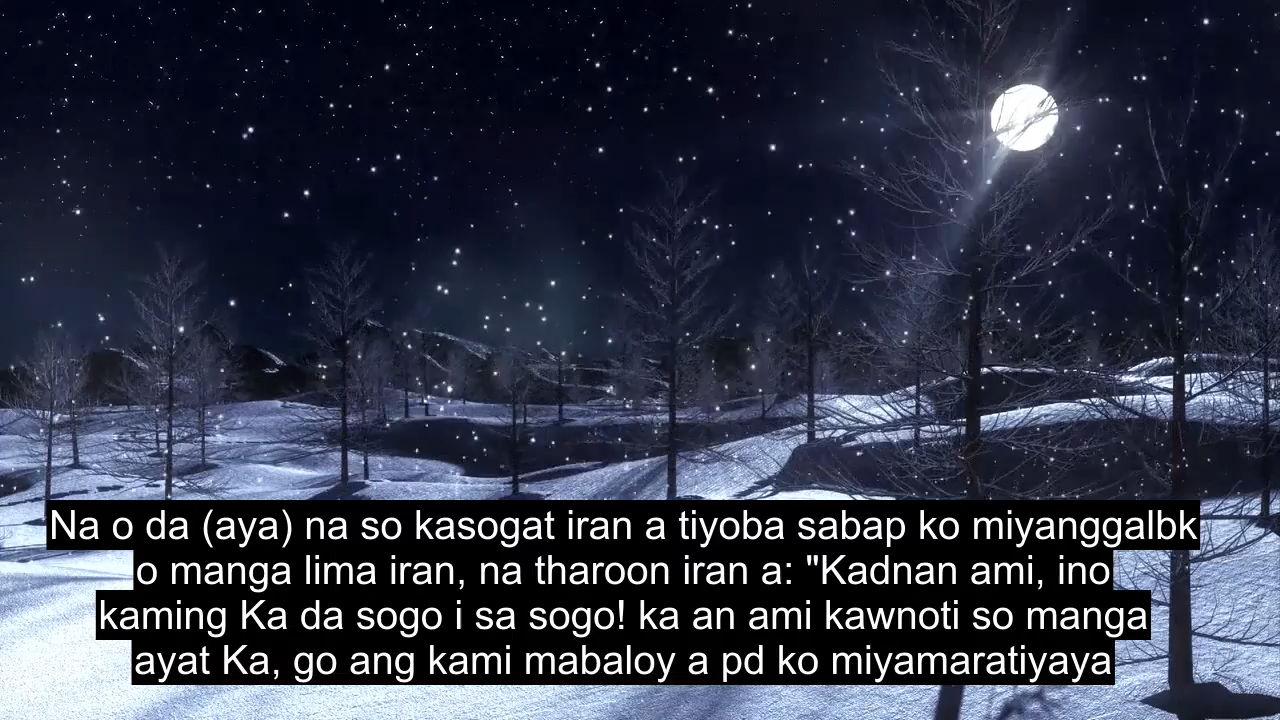 Na o da (aya) na so kasogat iran a tiyoba sabap ko miyanggalbk
o manga lima iran, na tharoon iran a: "Kadnan ami, ino
kaming Ka da sogo i sa sogo! ka an ami kawnoti so manga
ayat Ka, go ang kami mabaloy a pd ko miyamaratiyaya